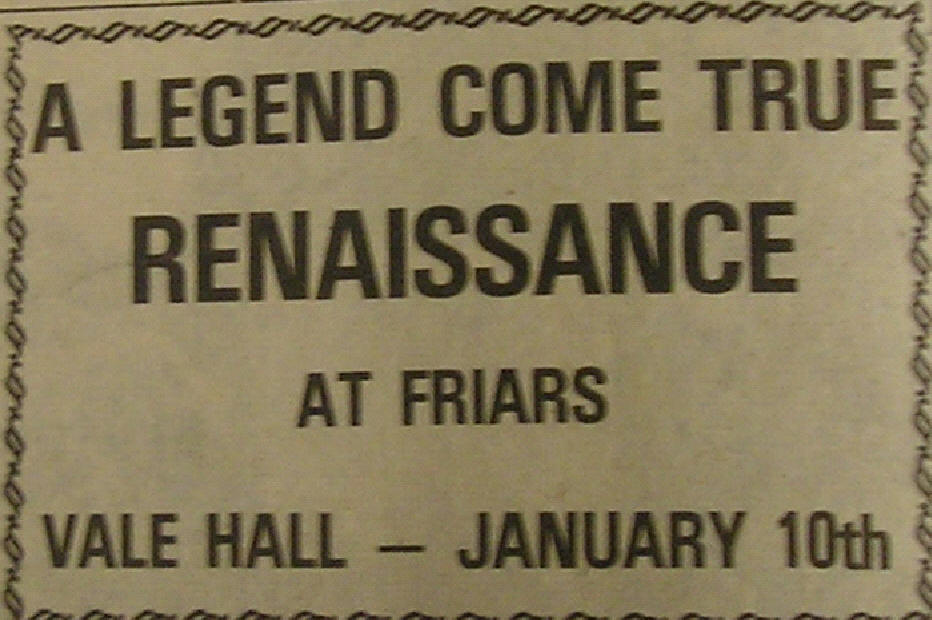 A LEGEND COME TRUE
RENAISSANCE
AT FRIARS
VALE HALL — JANUARY 10th